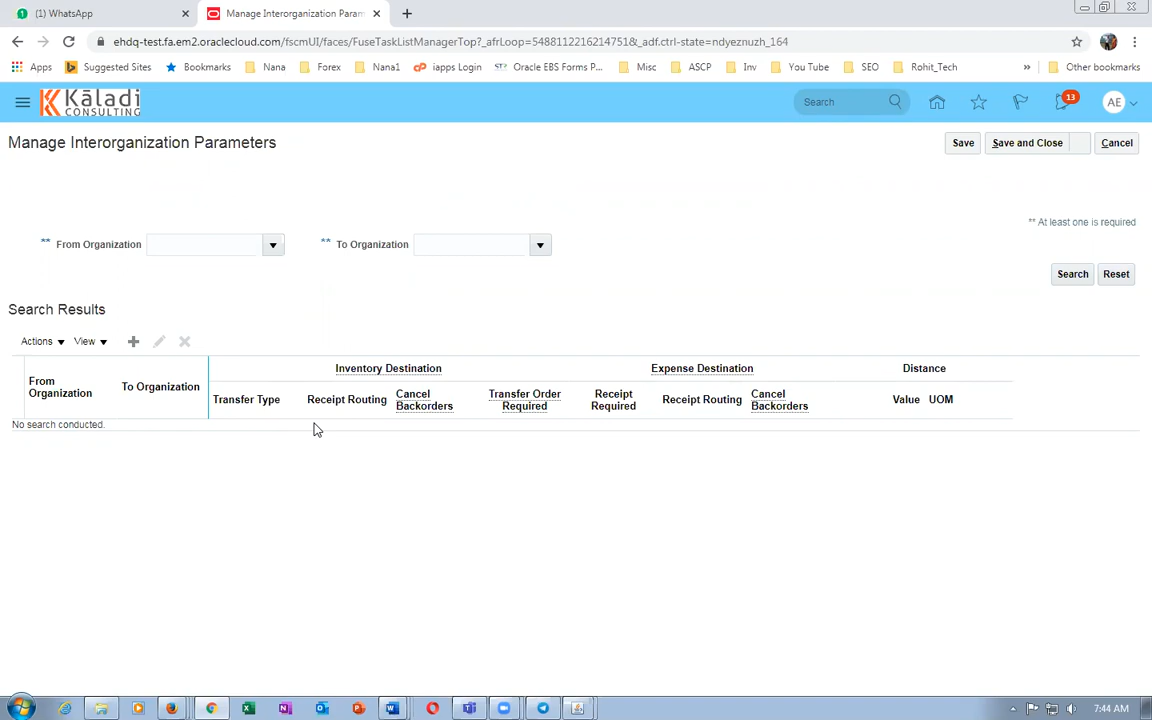 (1) WhatsApp
Manage Interorganization Param
ehdq-test.fa.em2.oraclecloud.com/fscmUI/faces/FuseTaskListManagerTop?_afrLoop=5488112216214751&_adf.ctrl-state=ndyeznuzh_164
Apps Suggested Sites Bookmarks Nana Forex Nana1 iapps Login Oracle EBS Forms P... Misc ASCP Inv You Tube SEO Rohit_Tech » Other bookmarks
Kāladi
CONSULTING
Search
13
AE
Manage Interorganization Parameters
Save Save and Close Cancel
** At least one is required
** From Organization ** To Organization
Search Reset
Search Results
Actions View
Inventory Destination Expense Destination Distance
From Organization To Organization Transfer Type Receipt Routing Cancel Backorders Transfer Order Required Receipt Required Receipt Routing Cancel Backorders Value UOM
No search conducted.
7:44 AM